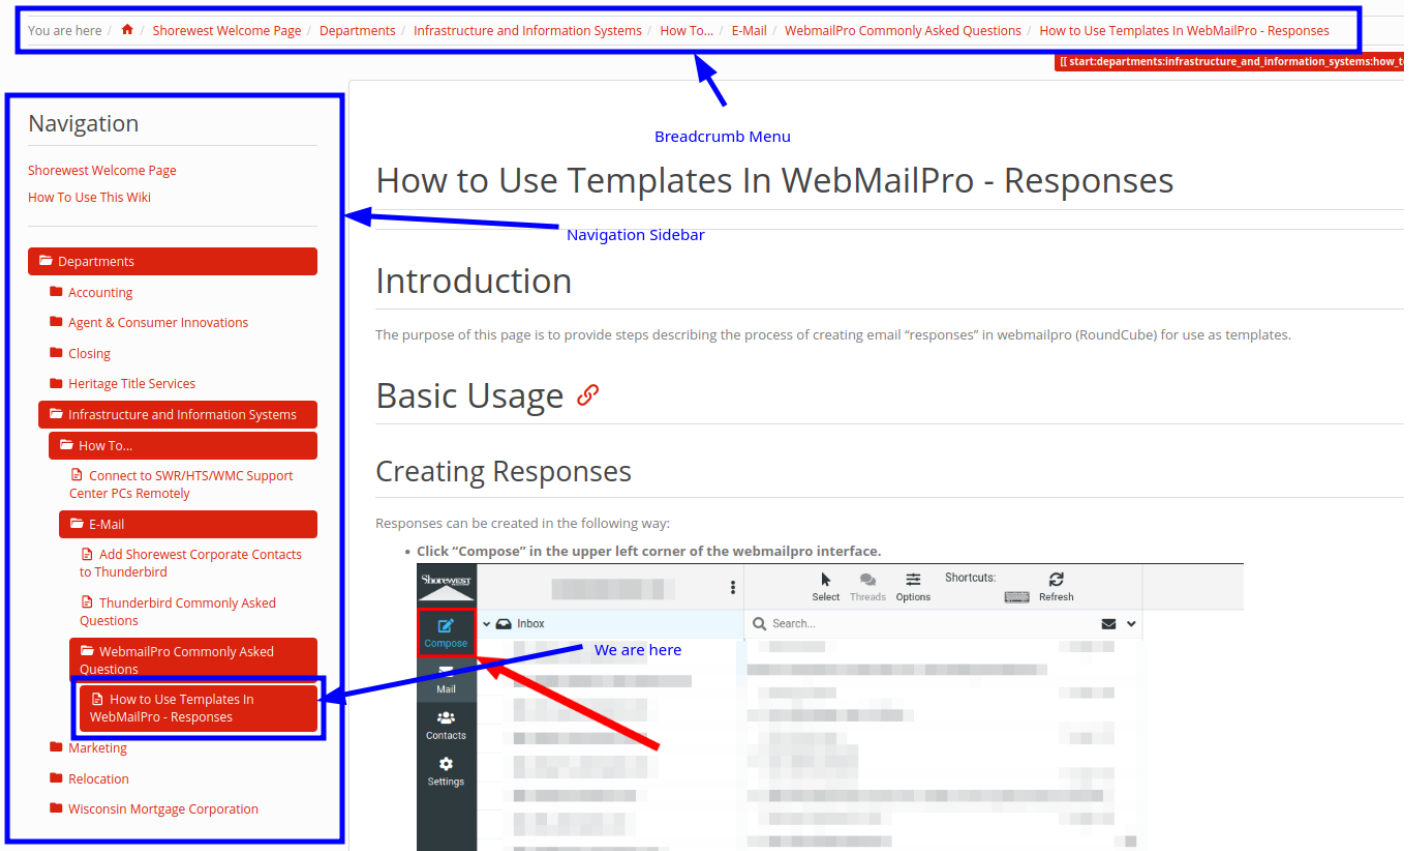 You are here / / Shorewest Welcome Page / Departments / Infrastructure and Information Systems / How To... / E-Mail / WebmailPro Commonly Asked Questions / How to Use Templates In WebMailPro - Responses
[[ start:departments:infrastructure_and_information_systems:how_t
Breadcrumb Menu
Navigation
Shorewest Welcome Page
How To Use This Wiki
Departments
Accounting
Agent & Consumer Innovations
Closing
Heritage Title Services
Infrastructure and Information Systems
How To...
Connect to SWR/HTS/WMC Support
Center PCs Remotely
E-Mail
Add Shorewest Corporate Contacts
to Thunderbird
Thunderbird Commonly Asked
Questions
WebmailPro Commonly Asked
Questions
How to Use Templates In
WebMailPro - Responses
Marketing
Relocation
Wisconsin Mortgage Corporation
How to Use Templates In WebMailPro - Responses
Navigation Sidebar
Introduction
The purpose of this page is to provide steps describing the process of creating email “responses” in webmailpro (RoundCube) for use as templates.
Basic Usage
Creating Responses
Responses can be created in the following way:
• Click “Compose” in the upper left corner of the webmailpro interface.
Shorewest
Select Threads Options Shortcuts: Refresh
Compose
Inbox
Search...
We are here
Mail
Contacts
Settings